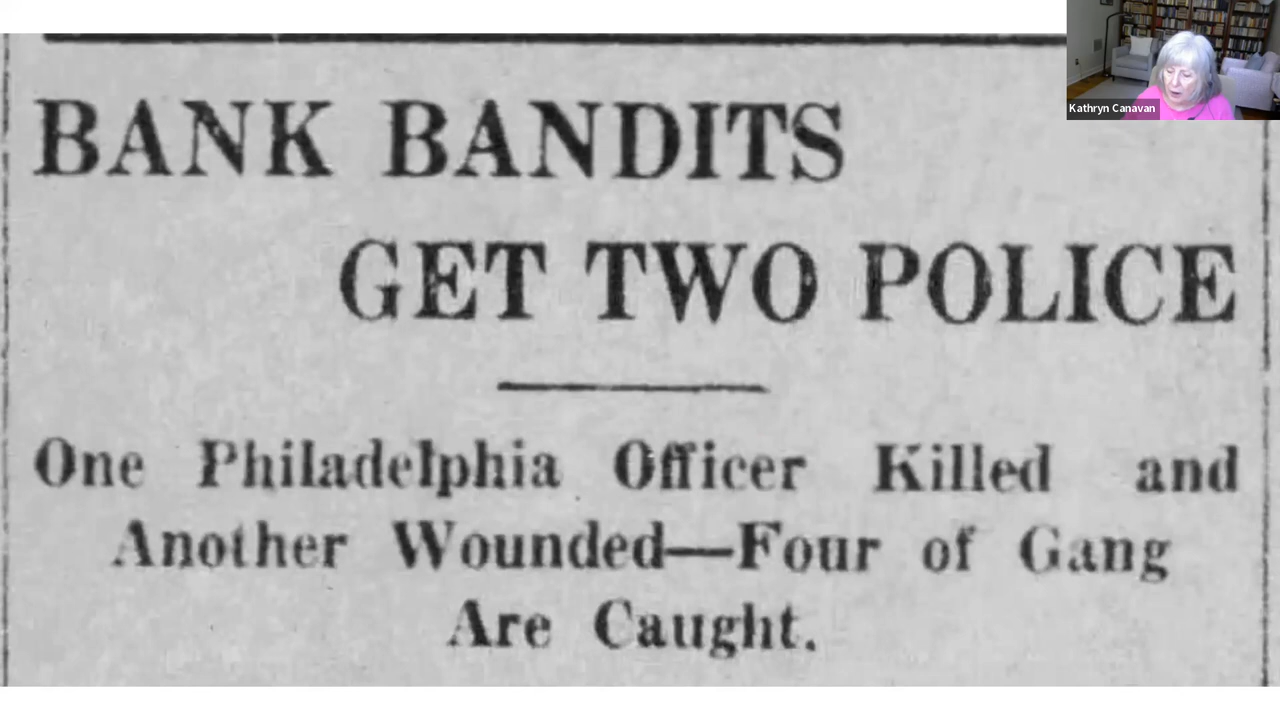 BANK BANDITS
GET TWO POLICE
One Philadelphia Officer Killed and
Another Wounded—Four of Gang
Are Caught.
Kathryn Canavan